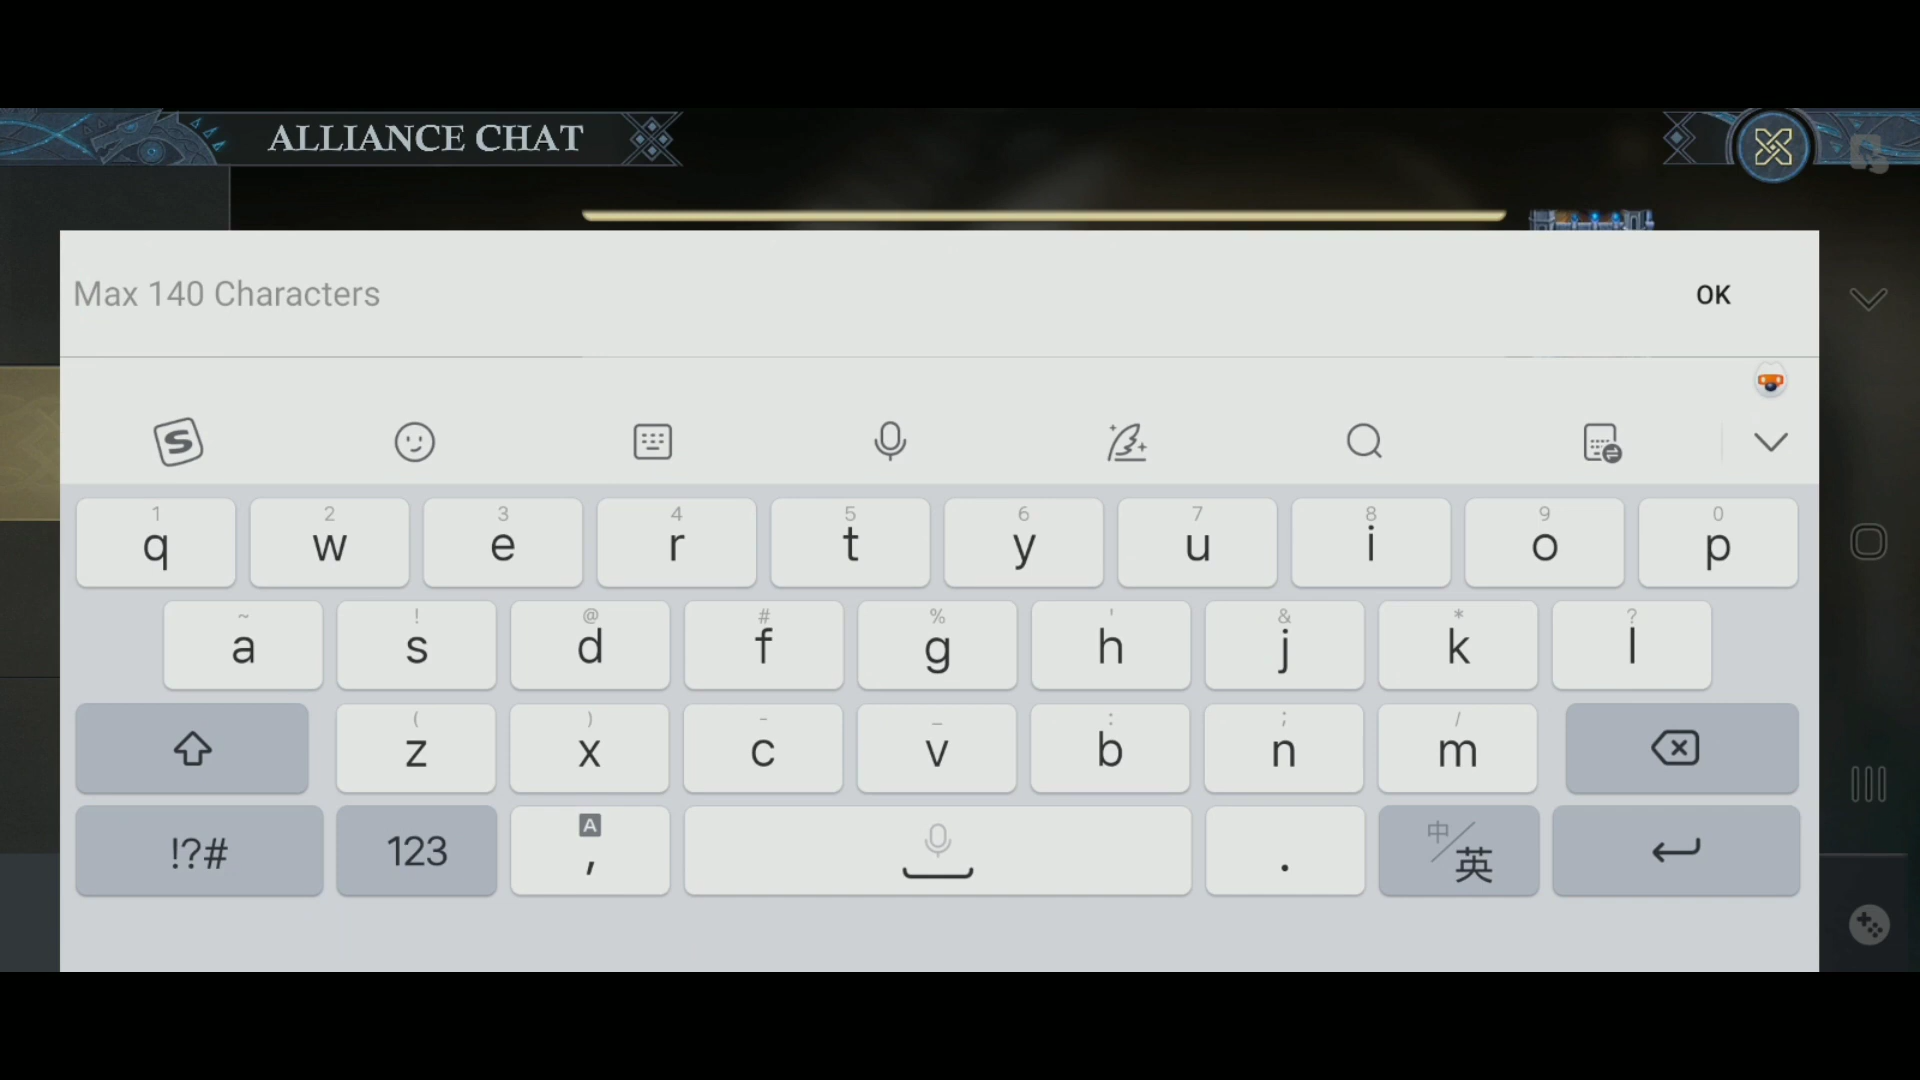 ALLIANCE CHAT
Max 140 Characters
OK
S
1 2 3 4 5 6 7 8 9 0
q w e r t y u i o p
~ ! @ # % ' & * ?
a s d f g h j k l
( ) - _ : ; /
z x c v b n m
!?# 123 A , . 中/英